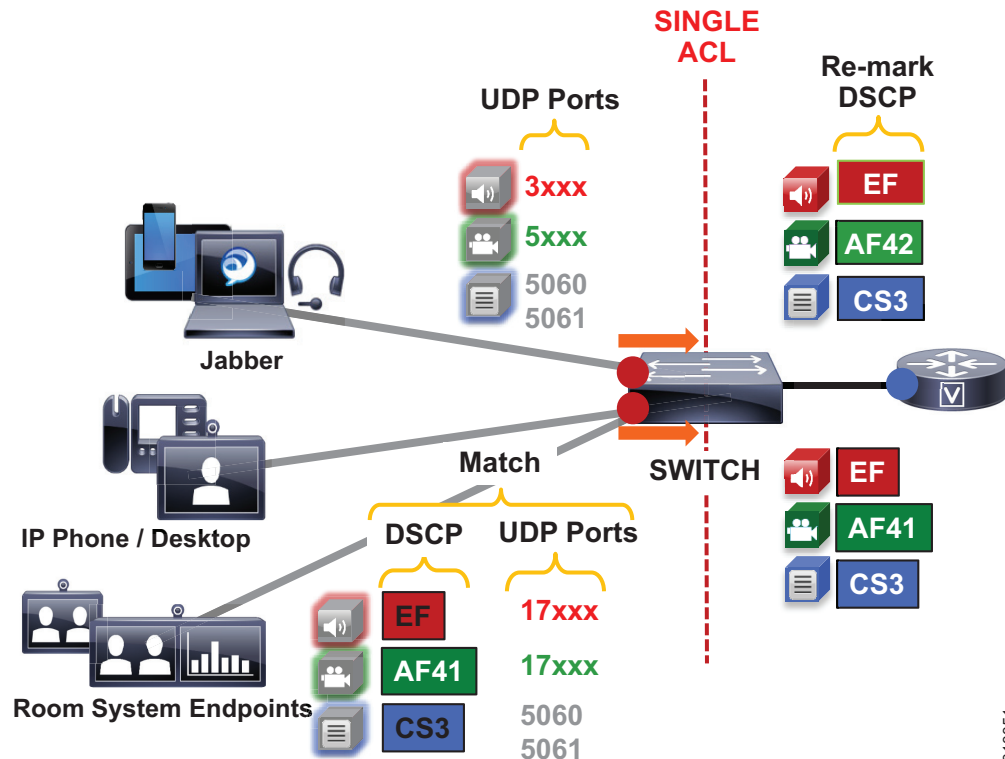 SINGLE
ACL
Re-mark
DSCP
UDP Ports
3xxx
5xxx
5060
5061
EF
AF42
CS3
Jabber
V
SWITCH
IP Phone / Desktop
Match
DSCP
UDP Ports
EF
17xxx
AF41
17xxx
CS3
5060
5061
EF
AF41
CS3
Room System Endpoints